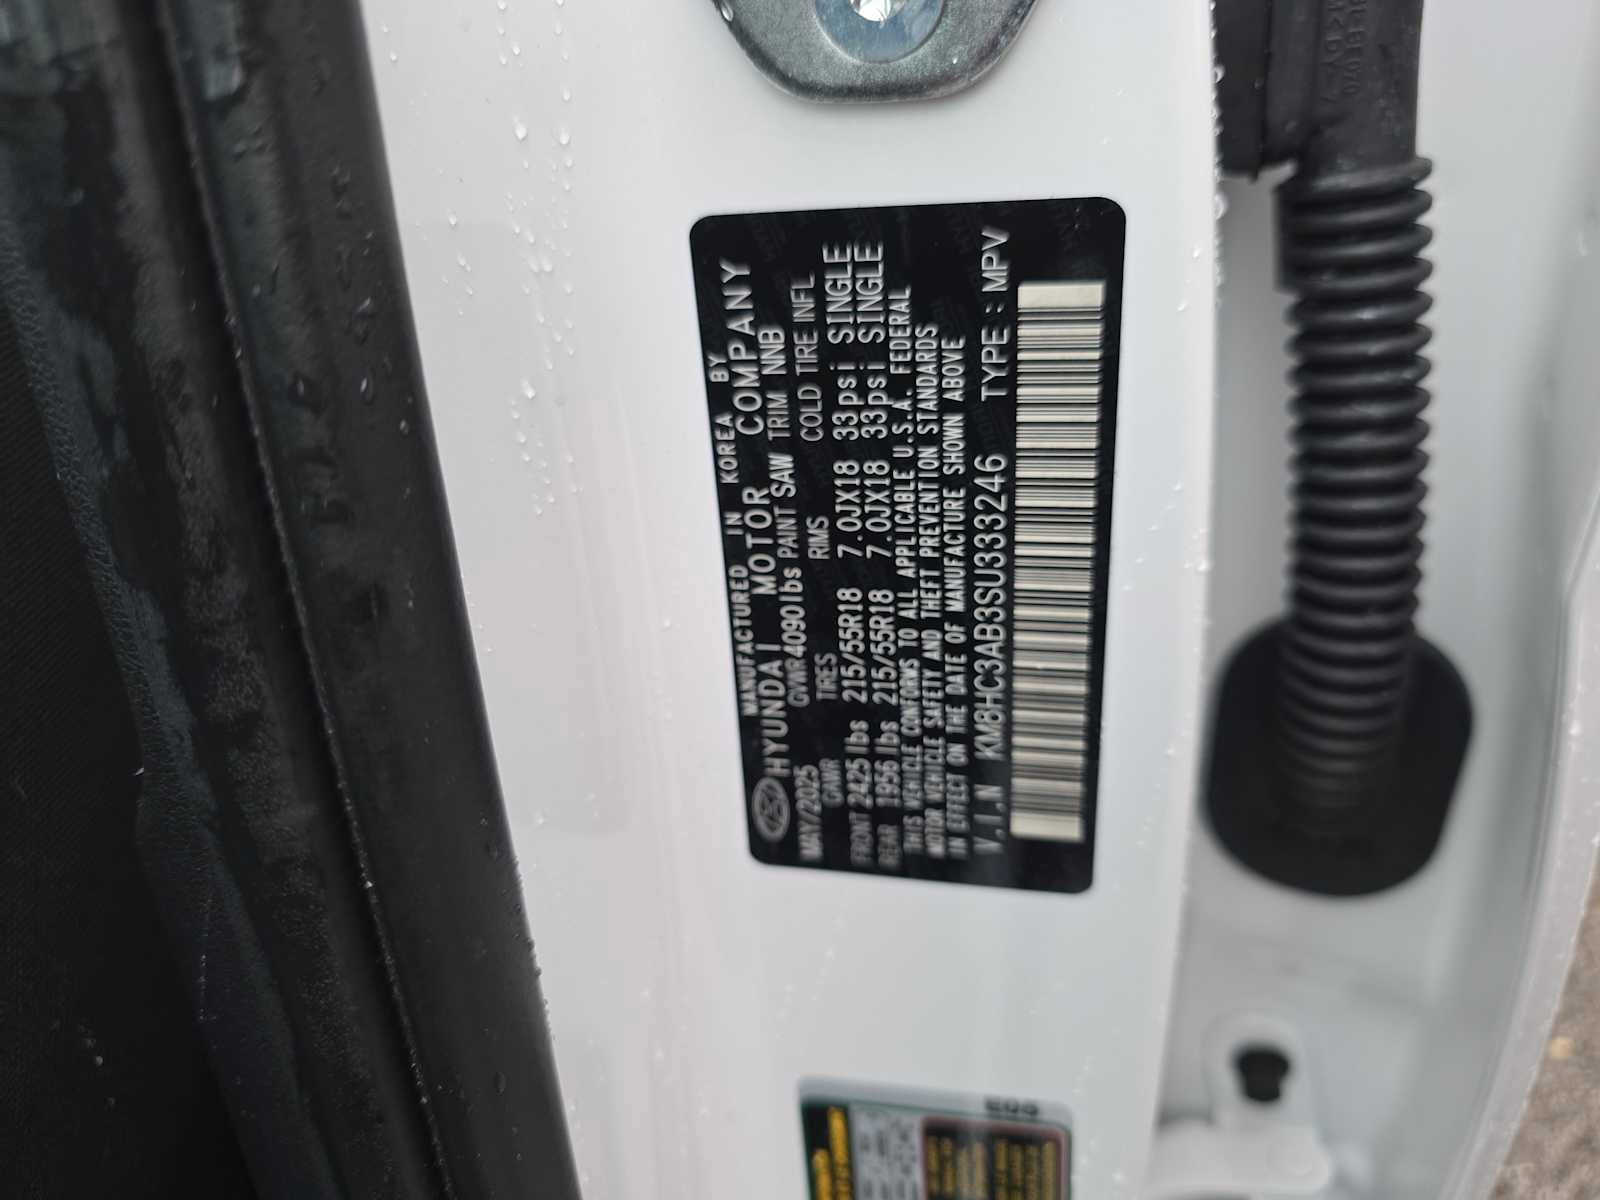 MANUFACTURED IN KOREA BY
HYUNDAI MOTOR COMPANY
MAY/2025 GVWR4090lbs PAINT SAW TRIM NNB
GAWR TIRES RIMS COLD TIRE INFL
FRONT 2425lbs 215/55R18 7.0JX18 33psi SINGLE
REAR 1956lbs 215/55R18 7.0JX18 33psi SINGLE
THIS VEHICLE CONFORMS TO ALL APPLICABLE U.S.A. FEDERAL
MOTOR VEHICLE SAFETY AND THEFT PREVENTION STANDARDS
IN EFFECT ON THE DATE OF MANUFACTURE SHOWN ABOVE
V.I.N KM8HC3AB3SU333246 TYPE : MPV